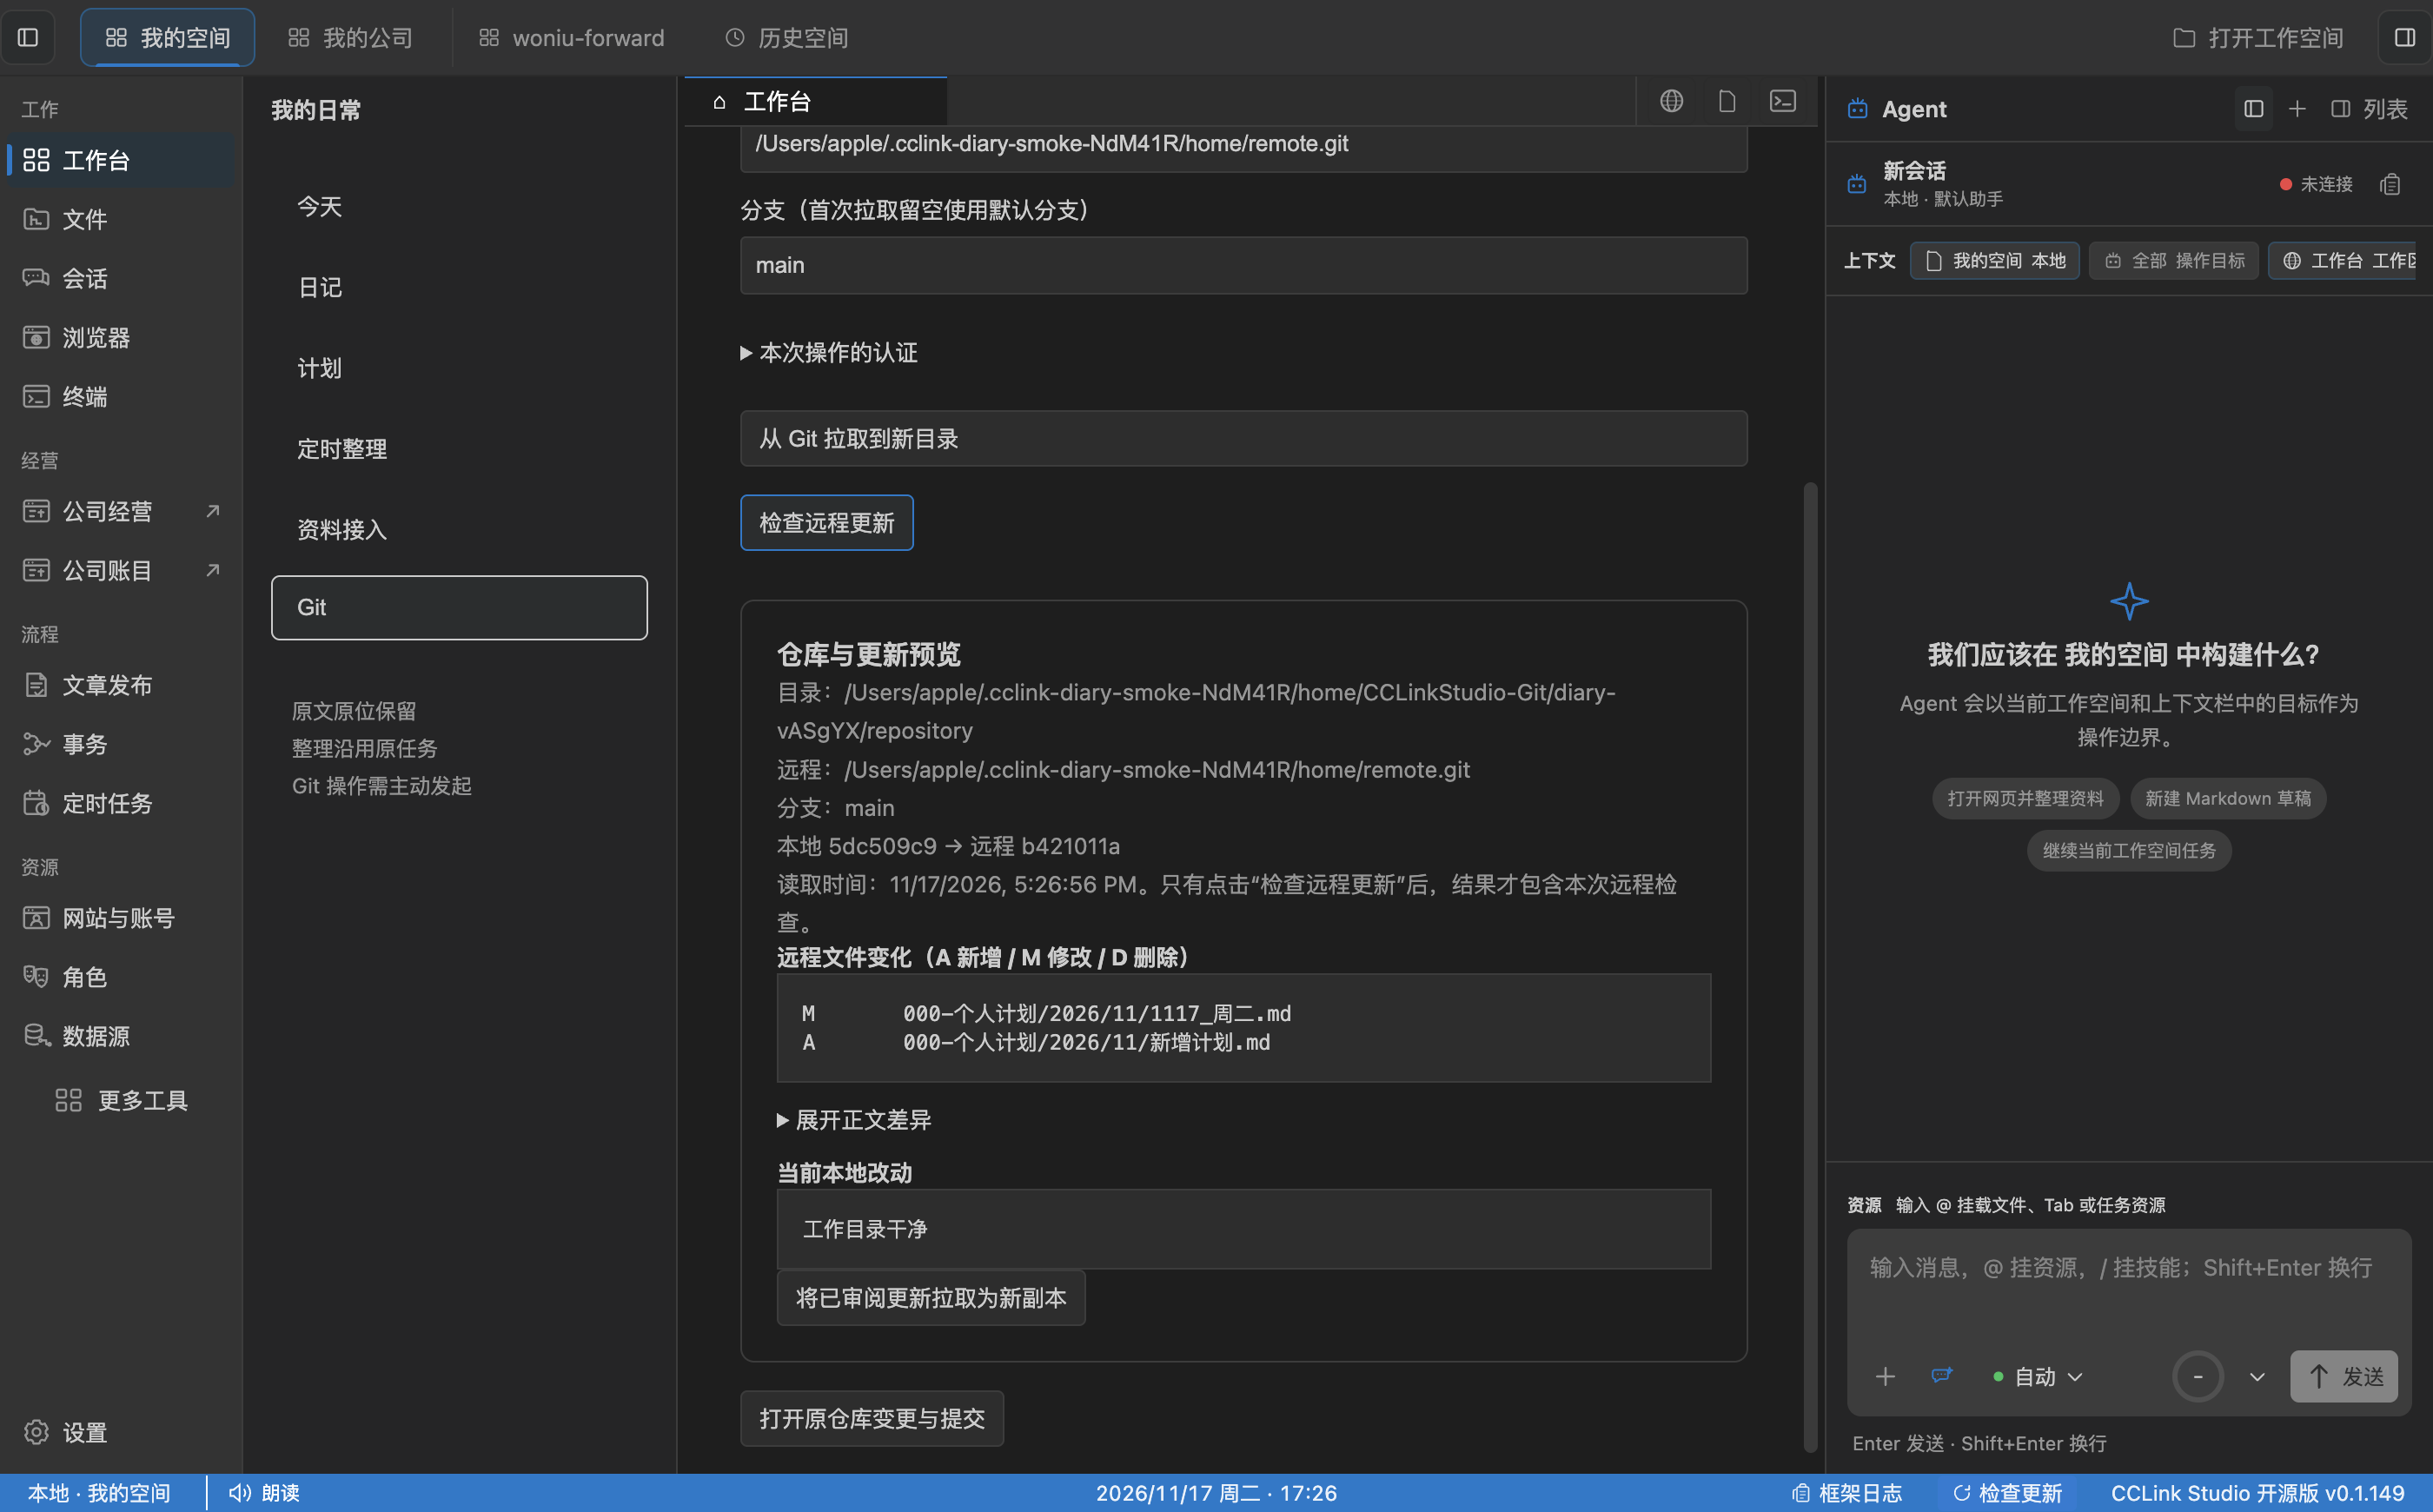 我的空间
我的公司
woniu-forward
历史空间
打开工作空间
工作
工作台
文件
会话
浏览器
终端
经营
公司经营
公司账目
流程
文章发布
事务
定时任务
资源
网站与账号
角色
数据源
更多工具
设置
我的日常
今天
日记
计划
定时整理
资料接入
Git
原文原位保留
整理沿用原任务
Git 操作需主动发起
工作台
/Users/apple/.cclink-diary-smoke-NdM41R/home/remote.git
分支（首次拉取留空使用默认分支）
main
本次操作的认证
从 Git 拉取到新目录
检查远程更新
仓库与更新预览
目录：/Users/apple/.cclink-diary-smoke-NdM41R/home/CCLinkStudio-Git/diary-
vASgYX/repository
远程：/Users/apple/.cclink-diary-smoke-NdM41R/home/remote.git
分支：main
本地 5dc509c9 → 远程 b421011a
读取时间：11/17/2026, 5:26:56 PM。只有点击“检查远程更新”后，结果才包含本次远程检
查。
远程文件变化（A 新增 / M 修改 / D 删除）
M 000-个人计划/2026/11/1117_周二.md
A 000-个人计划/2026/11/新增计划.md
展开正文差异
当前本地改动
工作目录干净
将已审阅更新拉取为新副本
打开原仓库变更与提交
Agent
列表
新会话
本地 · 默认助手
未连接
上下文
我的空间 本地
全部 操作目标
工作台 工作区
我们应该在 我的空间 中构建什么？
Agent 会以当前工作空间和上下文栏中的目标作为
操作边界。
打开网页并整理资料
新建 Markdown 草稿
继续当前工作空间任务
资源 输入 @ 挂载文件、Tab 或任务资源
输入消息，@ 挂资源，/ 挂技能；Shift+Enter 换行
自动
-
发送
Enter 发送 · Shift+Enter 换行
本地 · 我的空间
朗读
2026/11/17 周二 · 17:26
框架日志
检查更新
CCLink Studio 开源版 v0.1.149